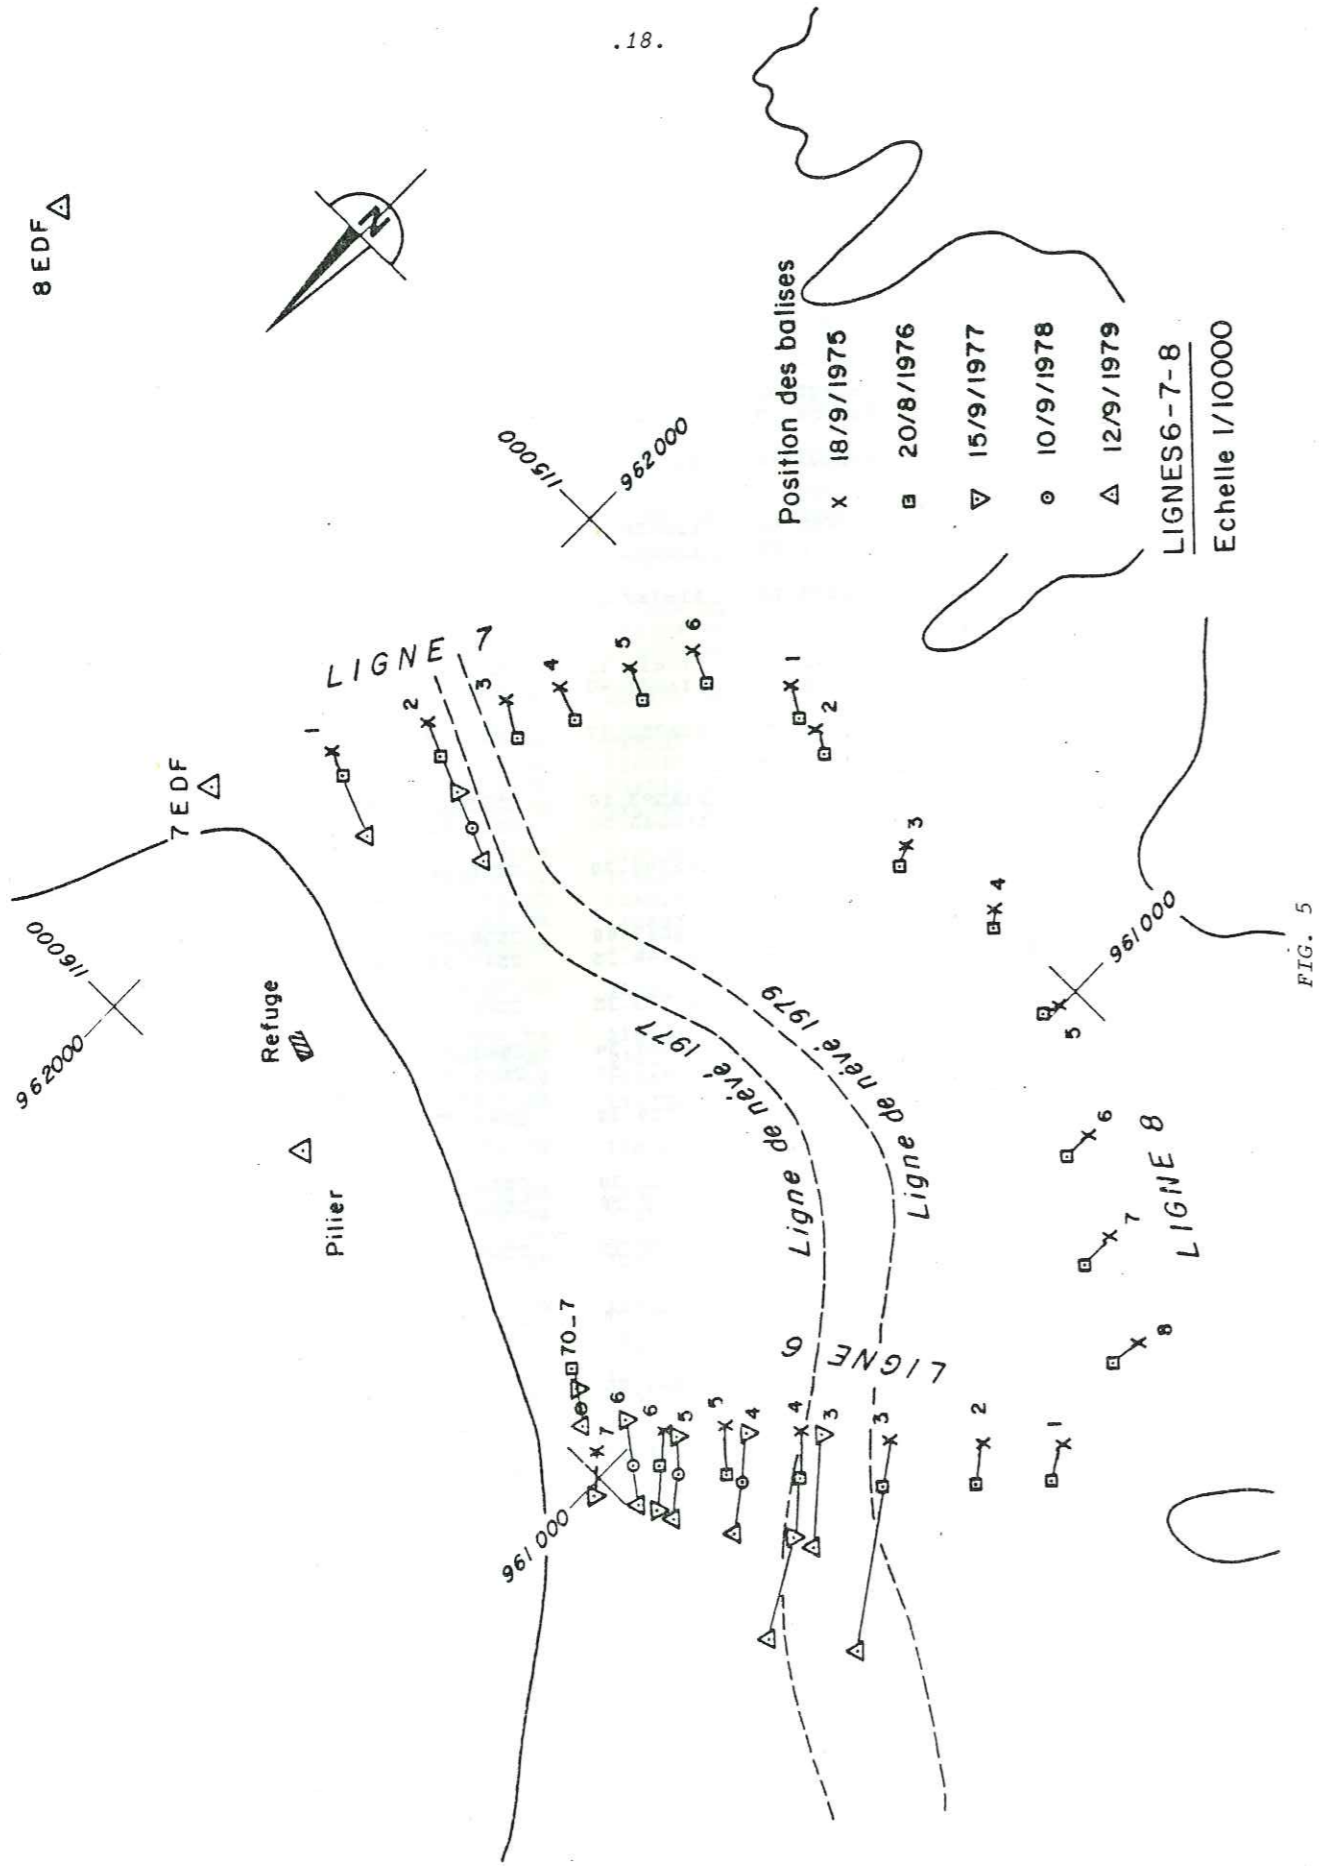 .18.
8 EDF
N
7 EDF
116000
962000
Refuge
Pilier
115000
962000
LIGNE 7
1
2
3
4
5
6
Position des balises
x 18/9/1975
20/8/1976
15/9/1977
10/9/1978
12/9/1979
LIGNES 6-7-8
Echelle 1/10000
1
2
3
4
5
6
7
8
LIGNE 8
961000
Ligne de névé 1977
Ligne de névé 1979
LIGNE 6
70_7
7
6
6
5
5
4
4
3
3
2
1
961000
FIG. 5